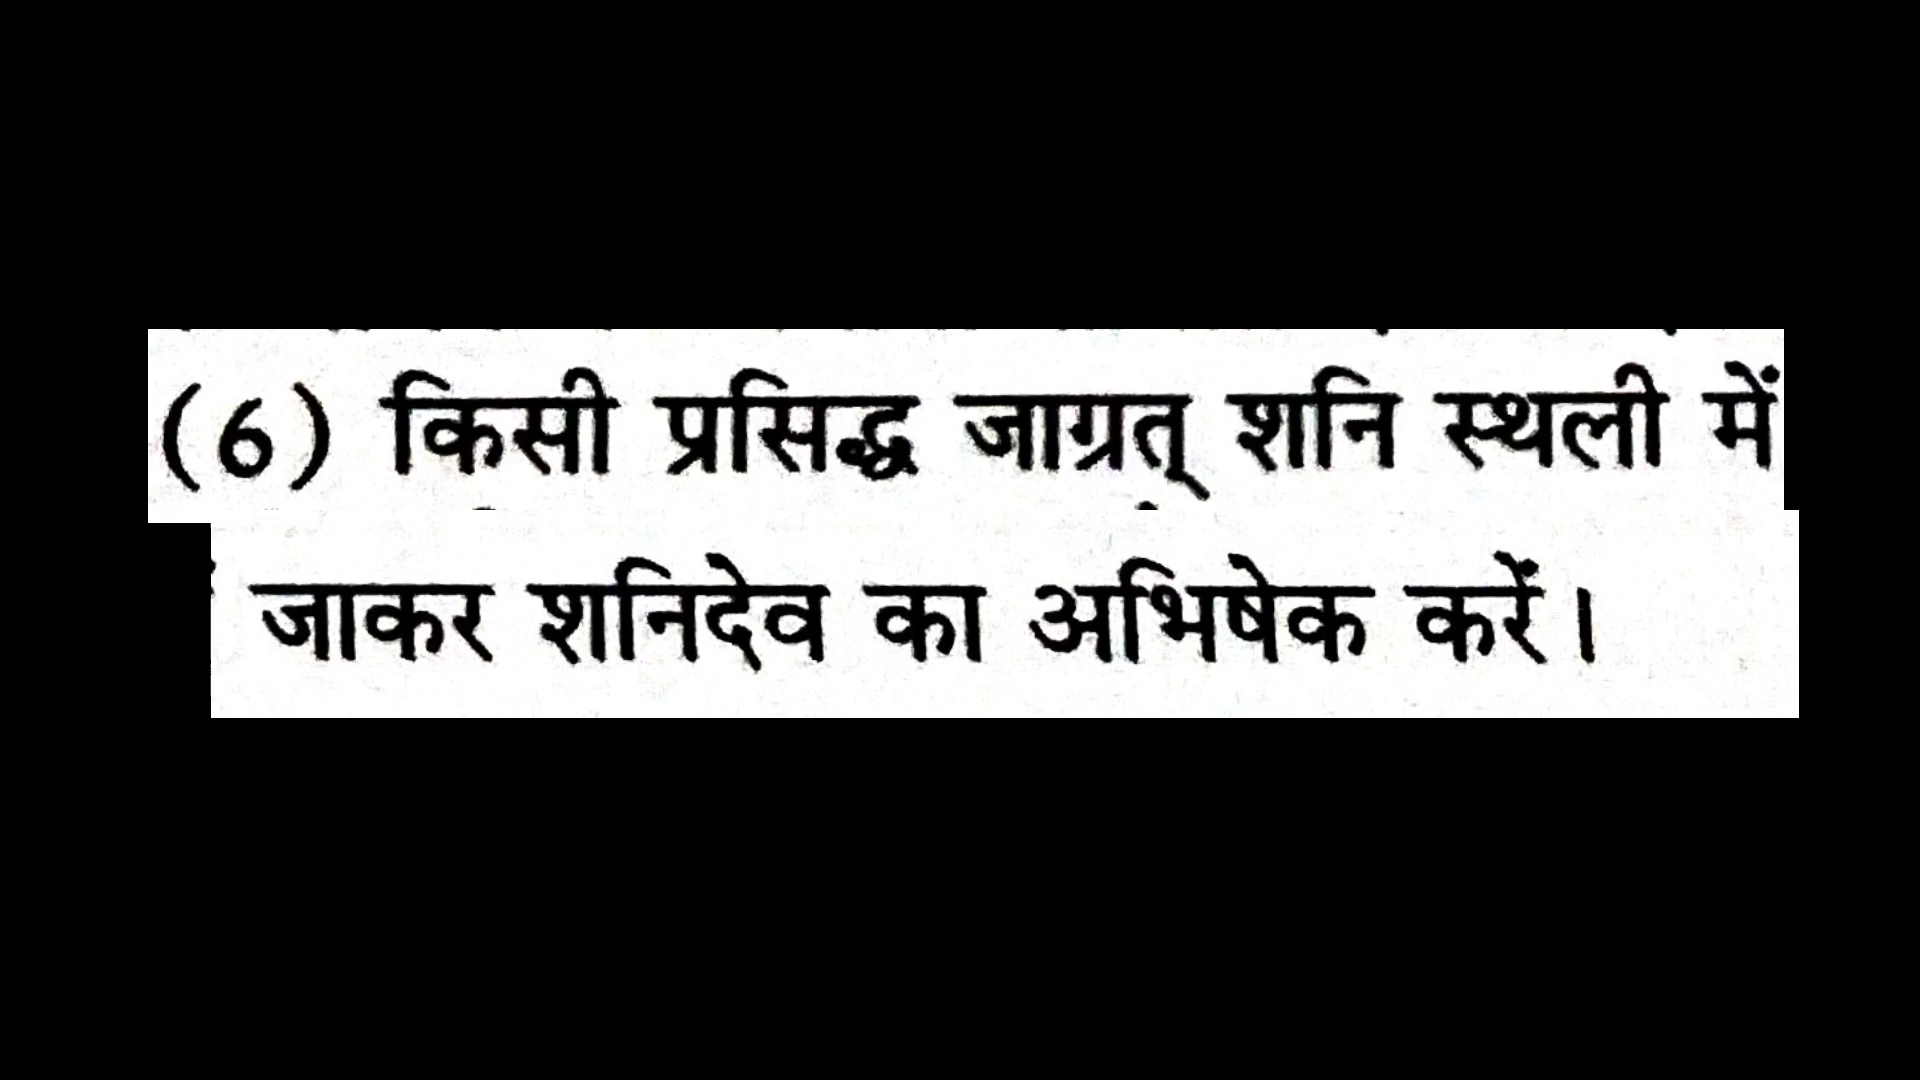 (6) किसी प्रसिद्ध जाग्रत् शनि स्थली में
जाकर शनिदेव का अभिषेक करें।